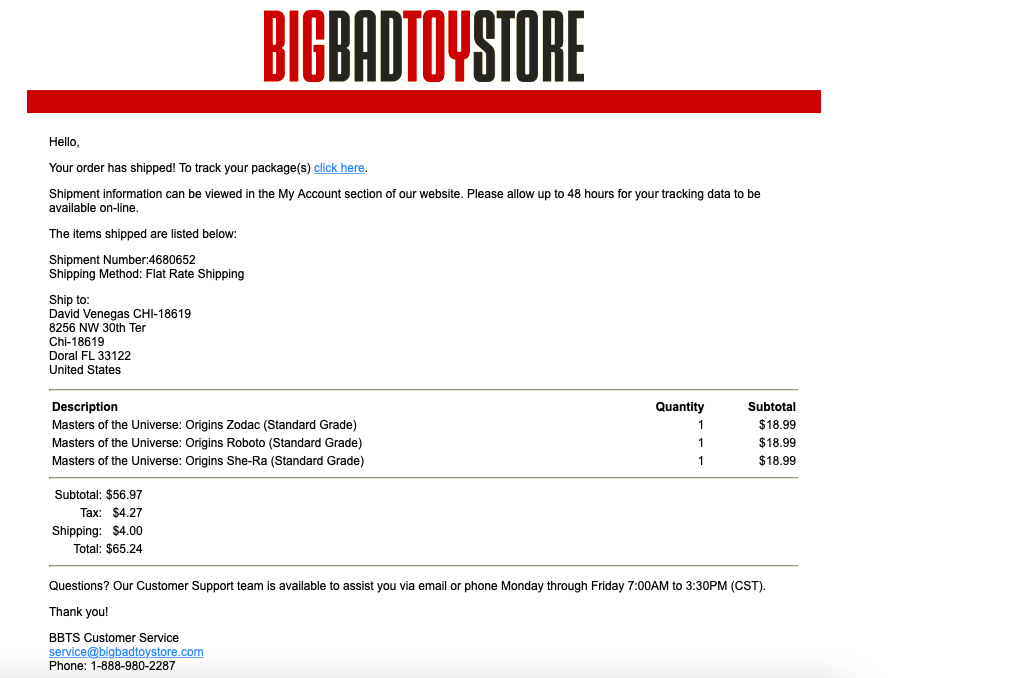 BIGBADTOYSTORE
Hello,
Your order has shipped! To track your package(s) click here.
Shipment information can be viewed in the My Account section of our website. Please allow up to 48 hours for your tracking data to be
available on-line.
The items shipped are listed below:
Shipment Number:4680652
Shipping Method: Flat Rate Shipping
Ship to:
David Venegas CHI-18619
8256 NW 30th Ter
Chi-18619
Doral FL 33122
United States
Description Quantity Subtotal
Masters of the Universe: Origins Zodac (Standard Grade) 1 $18.99
Masters of the Universe: Origins Roboto (Standard Grade) 1 $18.99
Masters of the Universe: Origins She-Ra (Standard Grade) 1 $18.99
Subtotal: $56.97
Tax: $4.27
Shipping: $4.00
Total: $65.24
Questions? Our Customer Support team is available to assist you via email or phone Monday through Friday 7:00AM to 3:30PM (CST).
Thank you!
BBTS Customer Service
service@bigbadtoystore.com
Phone: 1-888-980-2287